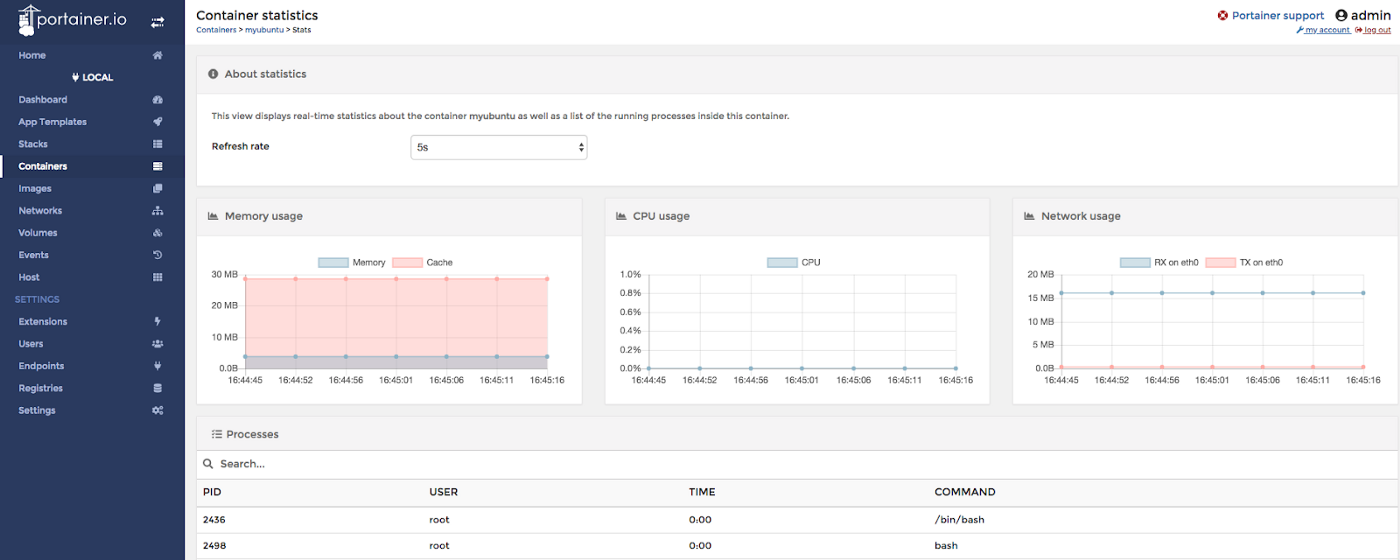 portainer.io
Home
LOCAL
Dashboard
App Templates
Stacks
Containers
Images
Networks
Volumes
Events
Host
SETTINGS
Extensions
Users
Endpoints
Registries
Settings
Container statistics
Containers > myubuntu > Stats
Portainer support admin
my account log out
About statistics
This view displays real-time statistics about the container myubuntu as well as a list of the running processes inside this container.
Refresh rate 5s
Memory usage
Memory Cache
30 MB
20 MB
10 MB
0.0B
16:44:45 16:44:52 16:44:56 16:45:01 16:45:06 16:45:11 16:45:16
CPU usage
CPU
1.0%
0.8%
0.6%
0.4%
0.2%
0.0%
16:44:45 16:44:52 16:44:56 16:45:01 16:45:06 16:45:11 16:45:16
Network usage
RX on eth0 TX on eth0
20 MB
15 MB
10 MB
5 MB
0.0B
16:44:45 16:44:52 16:44:56 16:45:01 16:45:06 16:45:11 16:45:16
Processes
Search...
PID USER TIME COMMAND
2436 root 0:00 /bin/bash
2498 root 0:00 bash